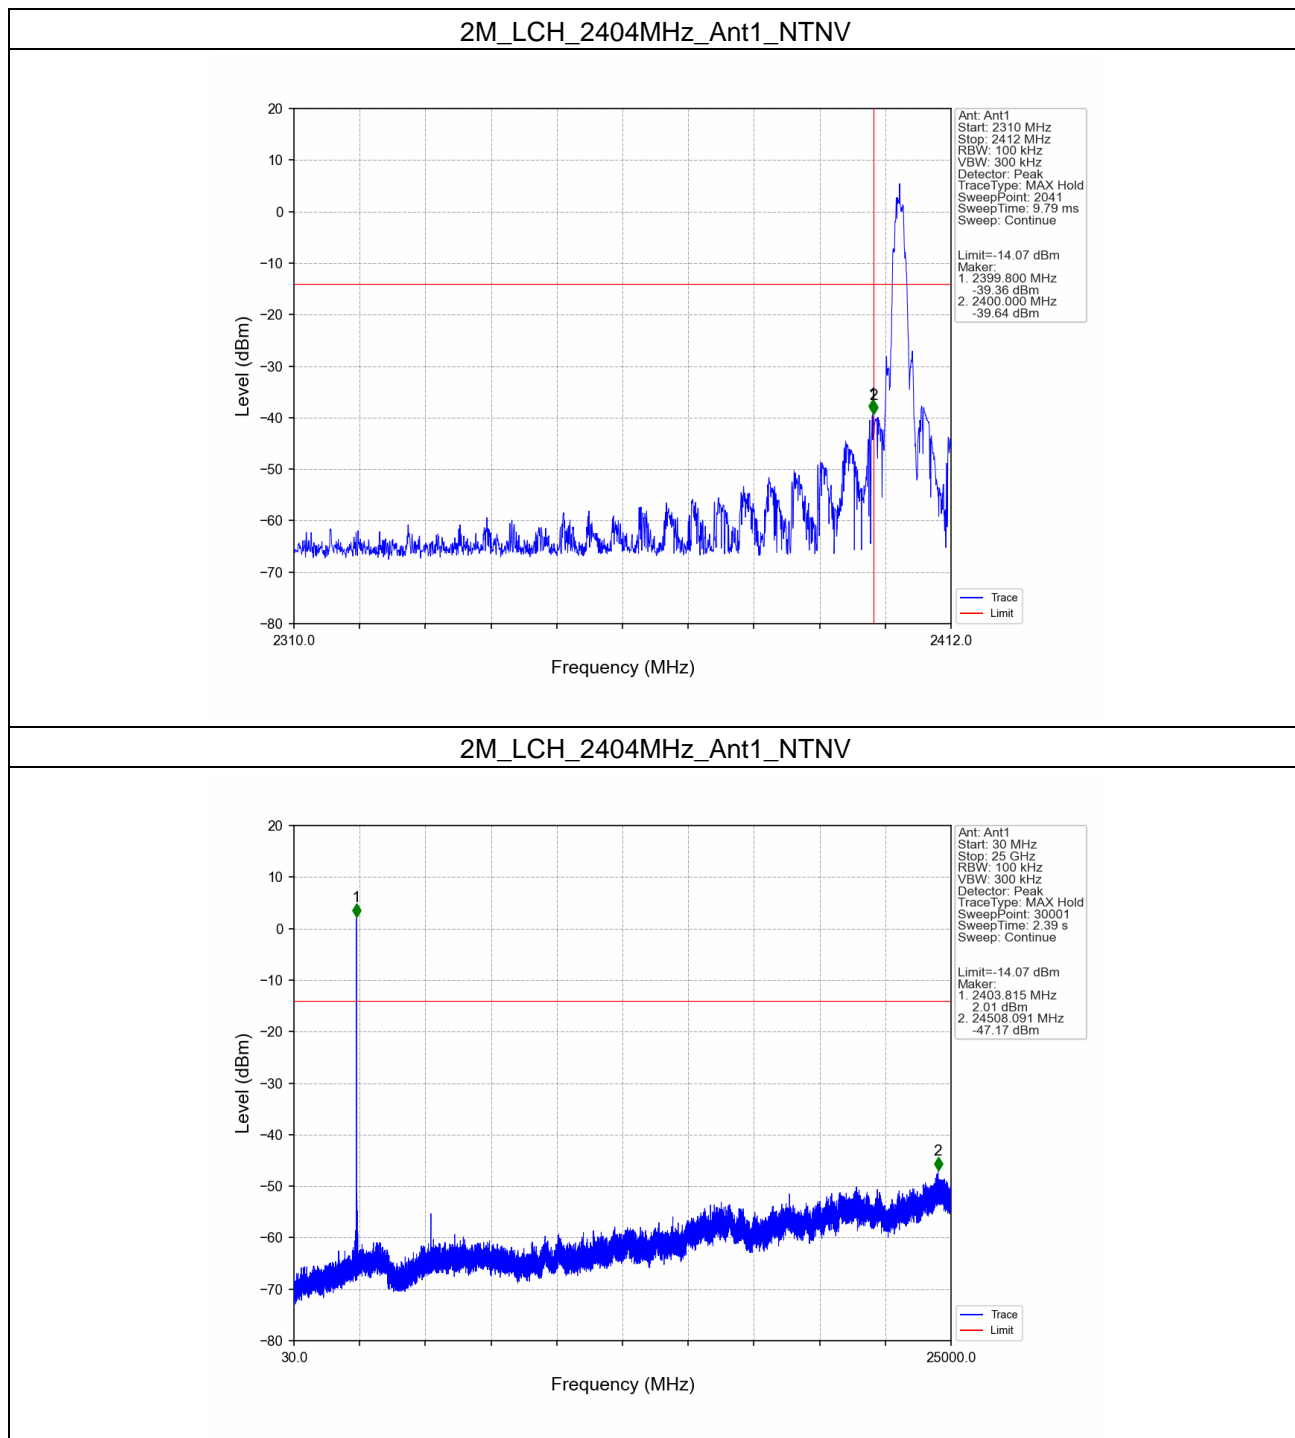 2M_LCH_2404MHz_Ant1_NTNV
20
10
0
−10
−20
−30
−40
−50
−60
−70
−80
Level (dBm)
2310.0
2412.0
Frequency (MHz)
2
Ant: Ant1
Start: 2310 MHz
Stop: 2412 MHz
RBW: 100 kHz
VBW: 300 kHz
Detector: Peak
TraceType: MAX Hold
SweepPoint: 2041
SweepTime: 9.79 ms
Sweep: Continue
Limit=-14.07 dBm
Maker:
1. 2399.800 MHz
-39.36 dBm
2. 2400.000 MHz
-39.64 dBm
Trace
Limit
2M_LCH_2404MHz_Ant1_NTNV
20
10
0
−10
−20
−30
−40
−50
−60
−70
−80
Level (dBm)
30.0
25000.0
Frequency (MHz)
1
2
Ant: Ant1
Start: 30 MHz
Stop: 25 GHz
RBW: 100 kHz
VBW: 300 kHz
Detector: Peak
TraceType: MAX Hold
SweepPoint: 30001
SweepTime: 2.39 s
Sweep: Continue
Limit=-14.07 dBm
Maker:
1. 2403.815 MHz
2.01 dBm
2. 24508.091 MHz
-47.17 dBm
Trace
Limit